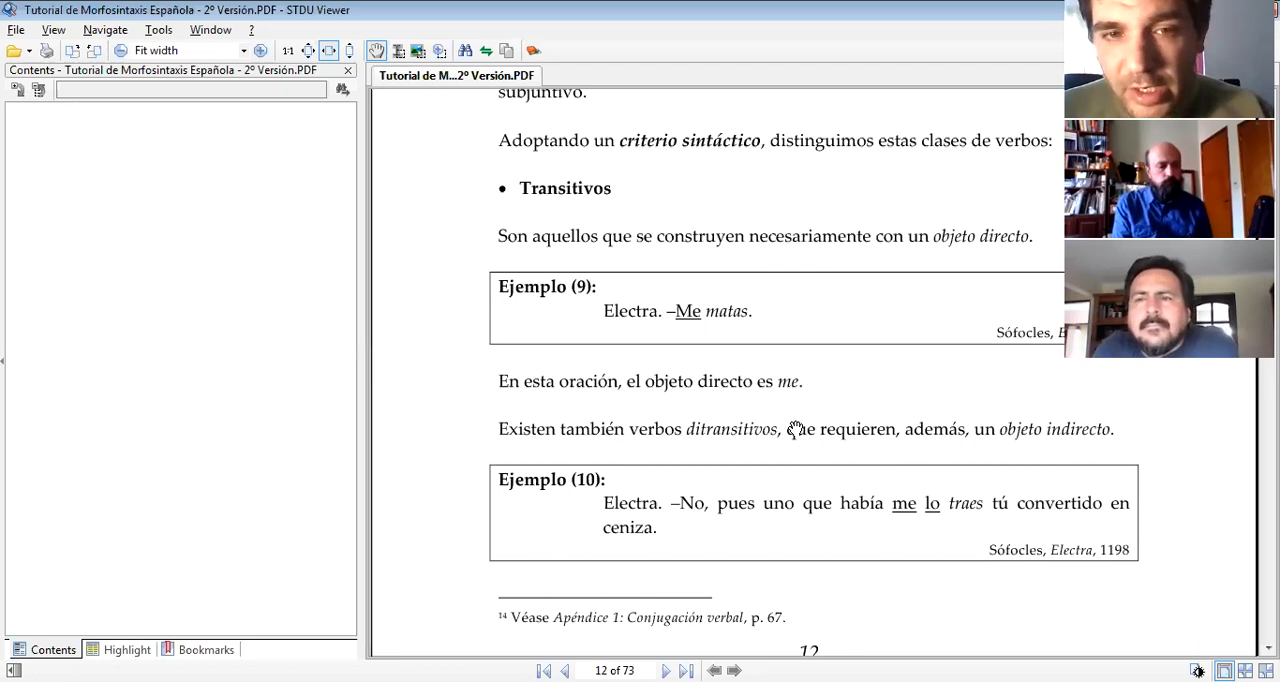 Tutorial de Morfosintaxis Española - 2º Versión.PDF - STDU Viewer
File View Navigate Tools Window ?
Fit width 1:1
Contents - Tutorial de Morfosintaxis Española - 2º Versión.PDF
Tutorial de M...2º Versión.PDF
subjuntivo.
Adoptando un criterio sintáctico, distinguimos estas clases de verbos:
• Transitivos
Son aquellos que se construyen necesariamente con un objeto directo.
Ejemplo (9):
Electra. –Me matas.
Sófocles,
En esta oración, el objeto directo es me.
Existen también verbos ditransitivos, que requieren, además, un objeto indirecto.
Ejemplo (10):
Electra. –No, pues uno que había me lo traes tú convertido en
ceniza.
Sófocles, Electra, 1198
14 Véase Apéndice 1: Conjugación verbal, p. 67.
12
Contents Highlight Bookmarks
12 of 73